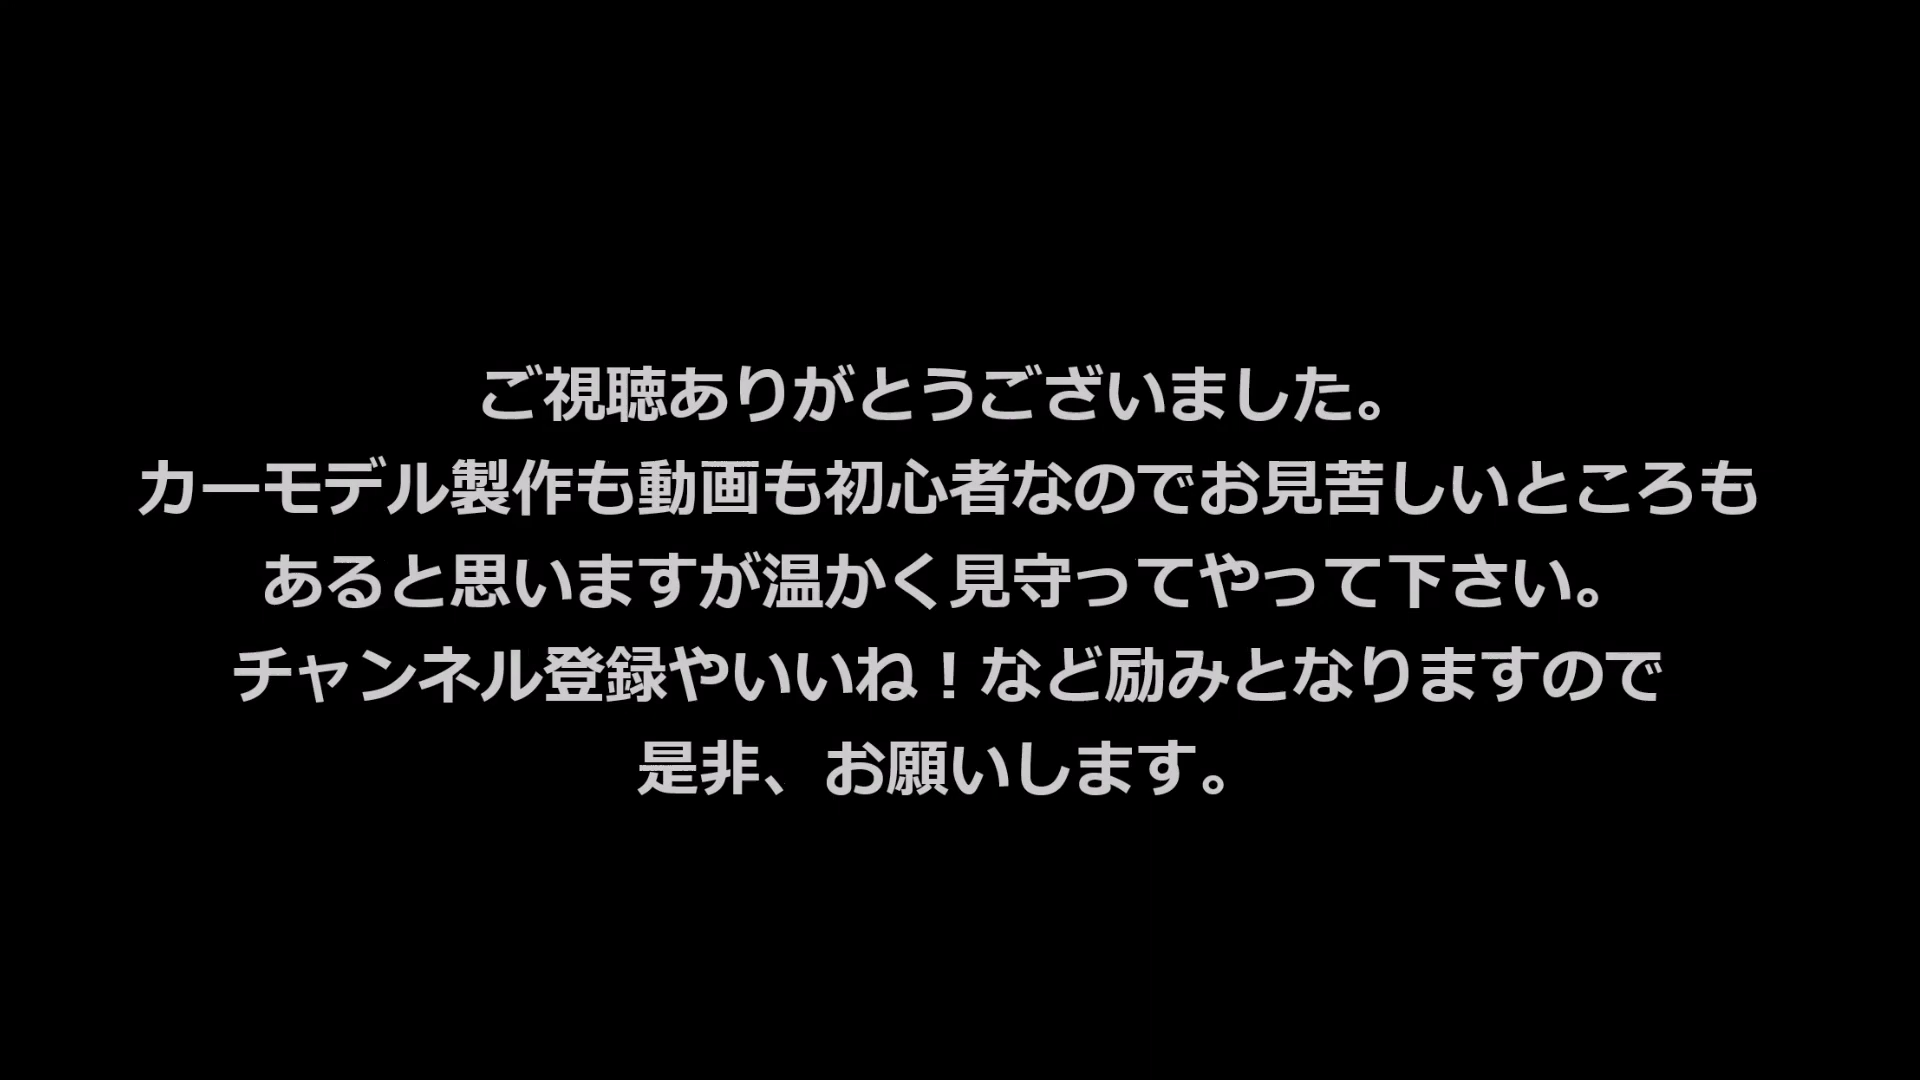 ご視聴ありがとうございました。
カーモデル製作も動画も初心者なのでお見苦しいところも
あると思いますが温かく見守ってやって下さい。
チャンネル登録やいいね！など励みとなりますので
是非、お願いします。